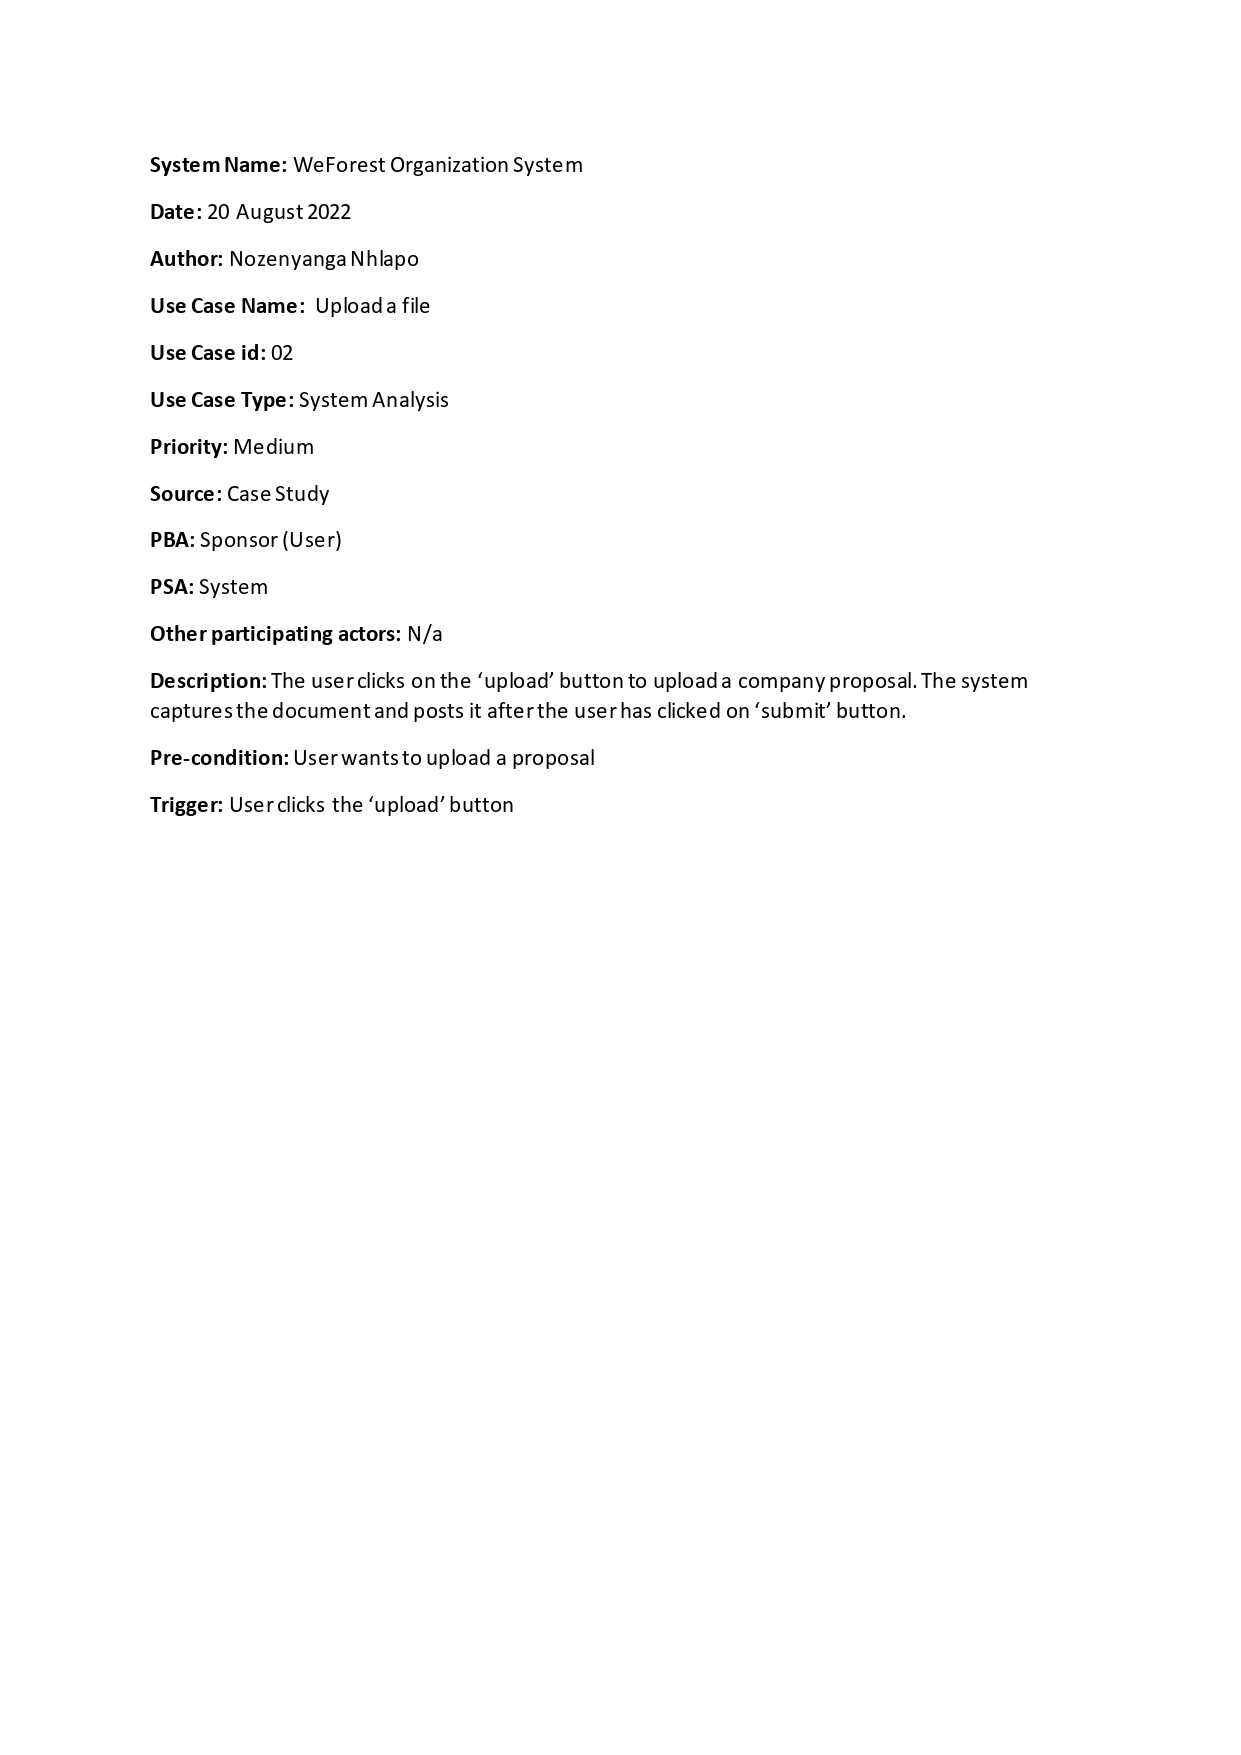 System Name: WeForest Organization System
Date: 20 August 2022
Author: Nozenyanga Nhlapo
Use Case Name: Upload a file
Use Case id: 02
Use Case Type: System Analysis
Priority: Medium
Source: Case Study
PBA: Sponsor (User)
PSA: System
Other participating actors: N/a
Description: The user clicks on the ‘upload’ button to upload a company proposal. The system
captures the document and posts it after the user has clicked on ‘submit’ button.
Pre-condition: User wants to upload a proposal
Trigger: User clicks the ‘upload’ button